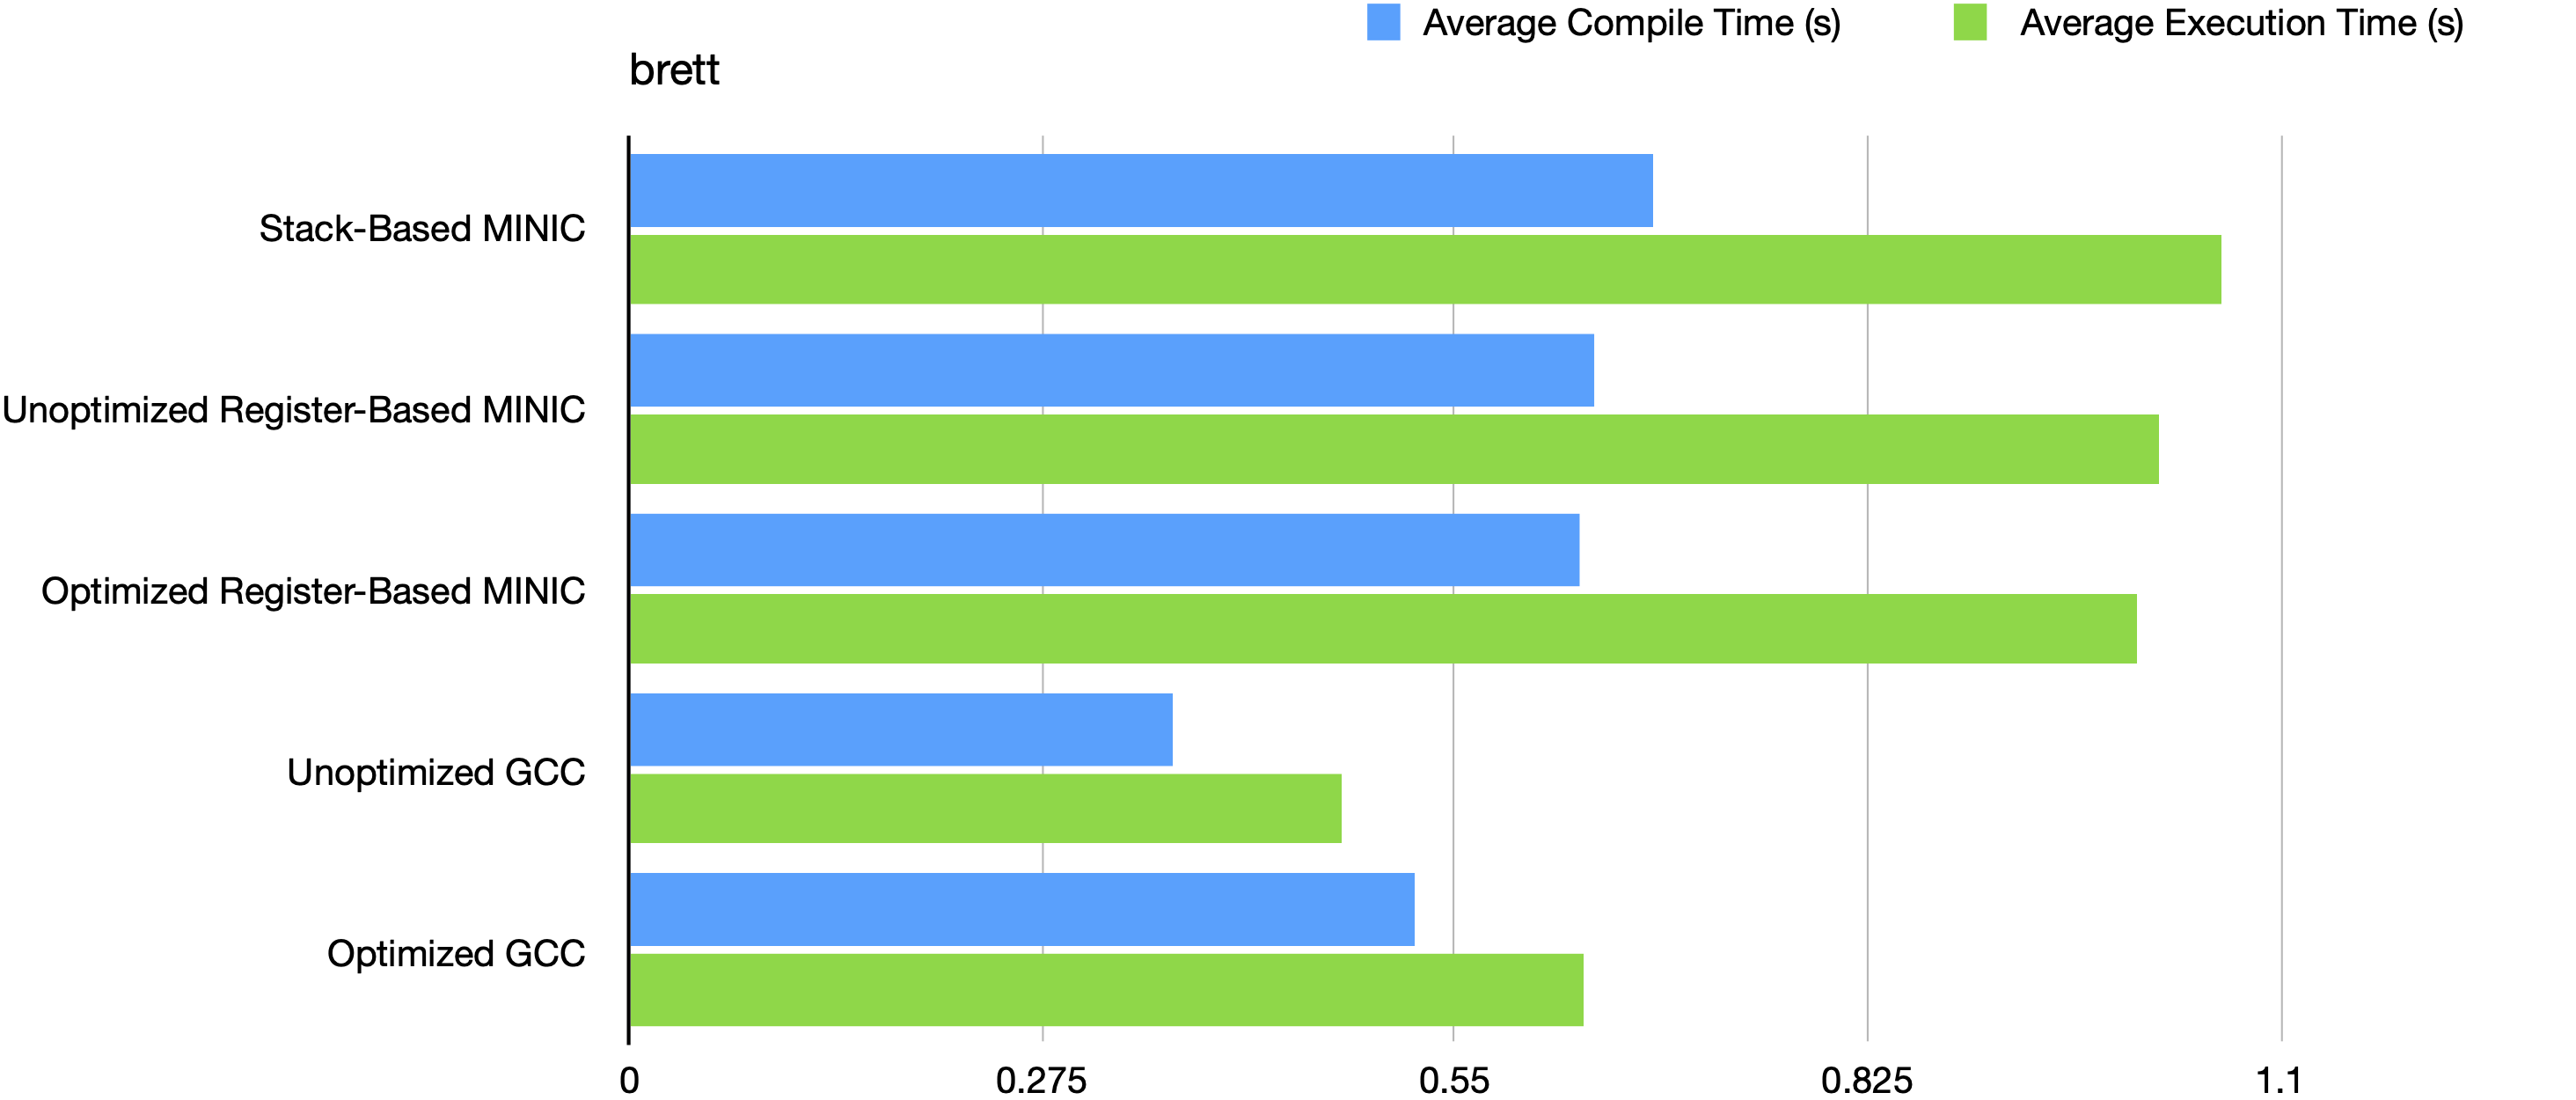 Average Compile Time (s)
Average Execution Time (s)
brett
Stack-Based MINIC
Unoptimized Register-Based MINIC
Optimized Register-Based MINIC
Unoptimized GCC
Optimized GCC
0
0.275
0.55
0.825
1.1